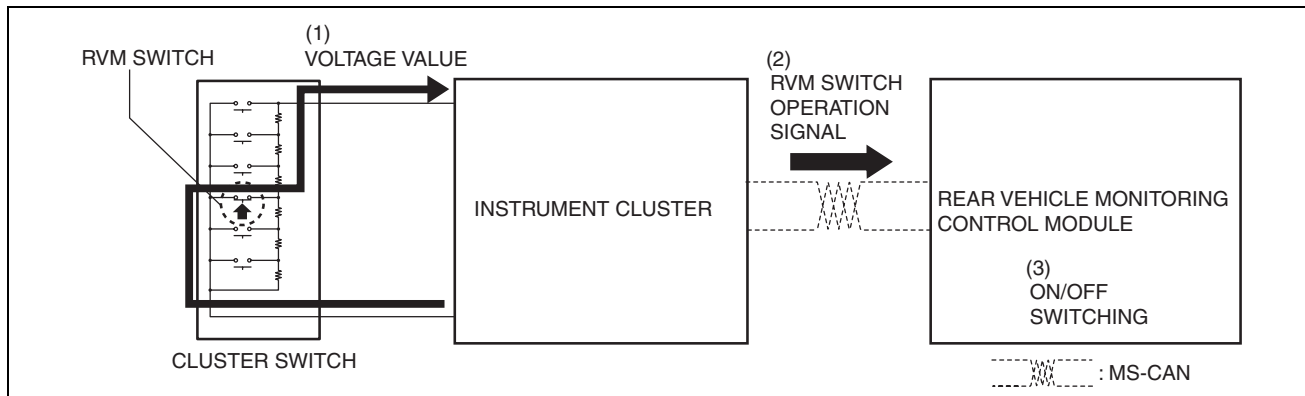 RVM SWITCH
(1)
VOLTAGE VALUE
(2)
RVM SWITCH
OPERATION
SIGNAL
INSTRUMENT CLUSTER
REAR VEHICLE MONITORING
CONTROL MODULE
(3)
ON/OFF
SWITCHING
CLUSTER SWITCH
: MS-CAN